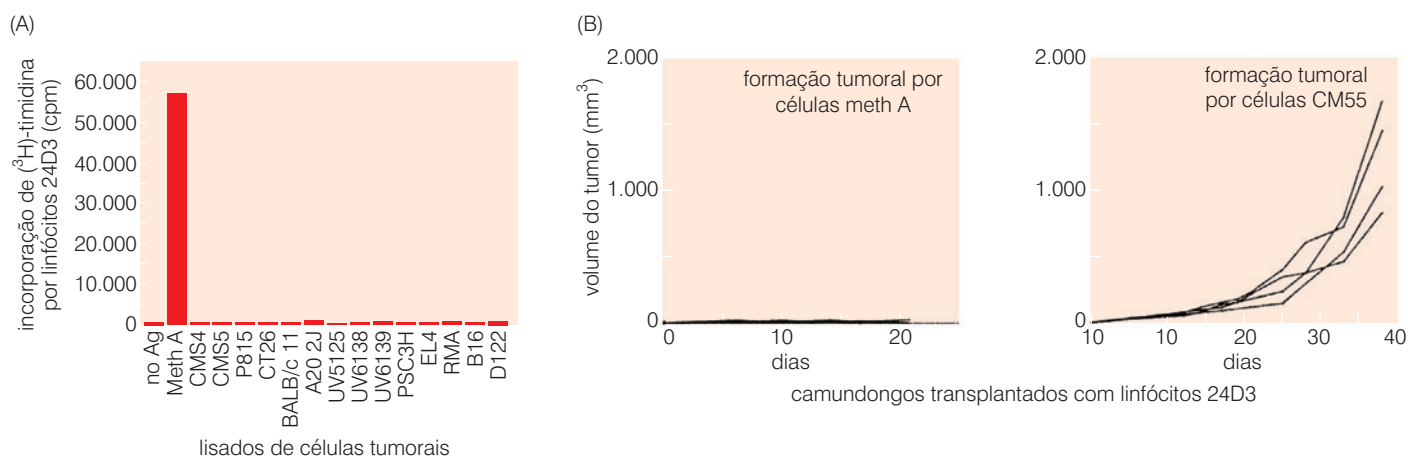 (A)
incorporação de (³H)-timidina
por linfócitos 24D3 (cpm)
60.000
50.000
40.000
30.000
20.000
10.000
0
no Ag
Meth A
CMS4
CMS5
P815
CT26
BALB/c 11
A20 2J
UV5125
UV6138
UV6139
PSC3H
EL4
RMA
B16
D122
lisados de células tumorais
(B)
volume do tumor (mm³)
2.000
1.000
0
formação tumoral por
células meth A
0
10
20
dias
2.000
1.000
0
formação tumoral
por células CM55
10
10
20
30
40
dias
camundongos transplantados com linfócitos 24D3